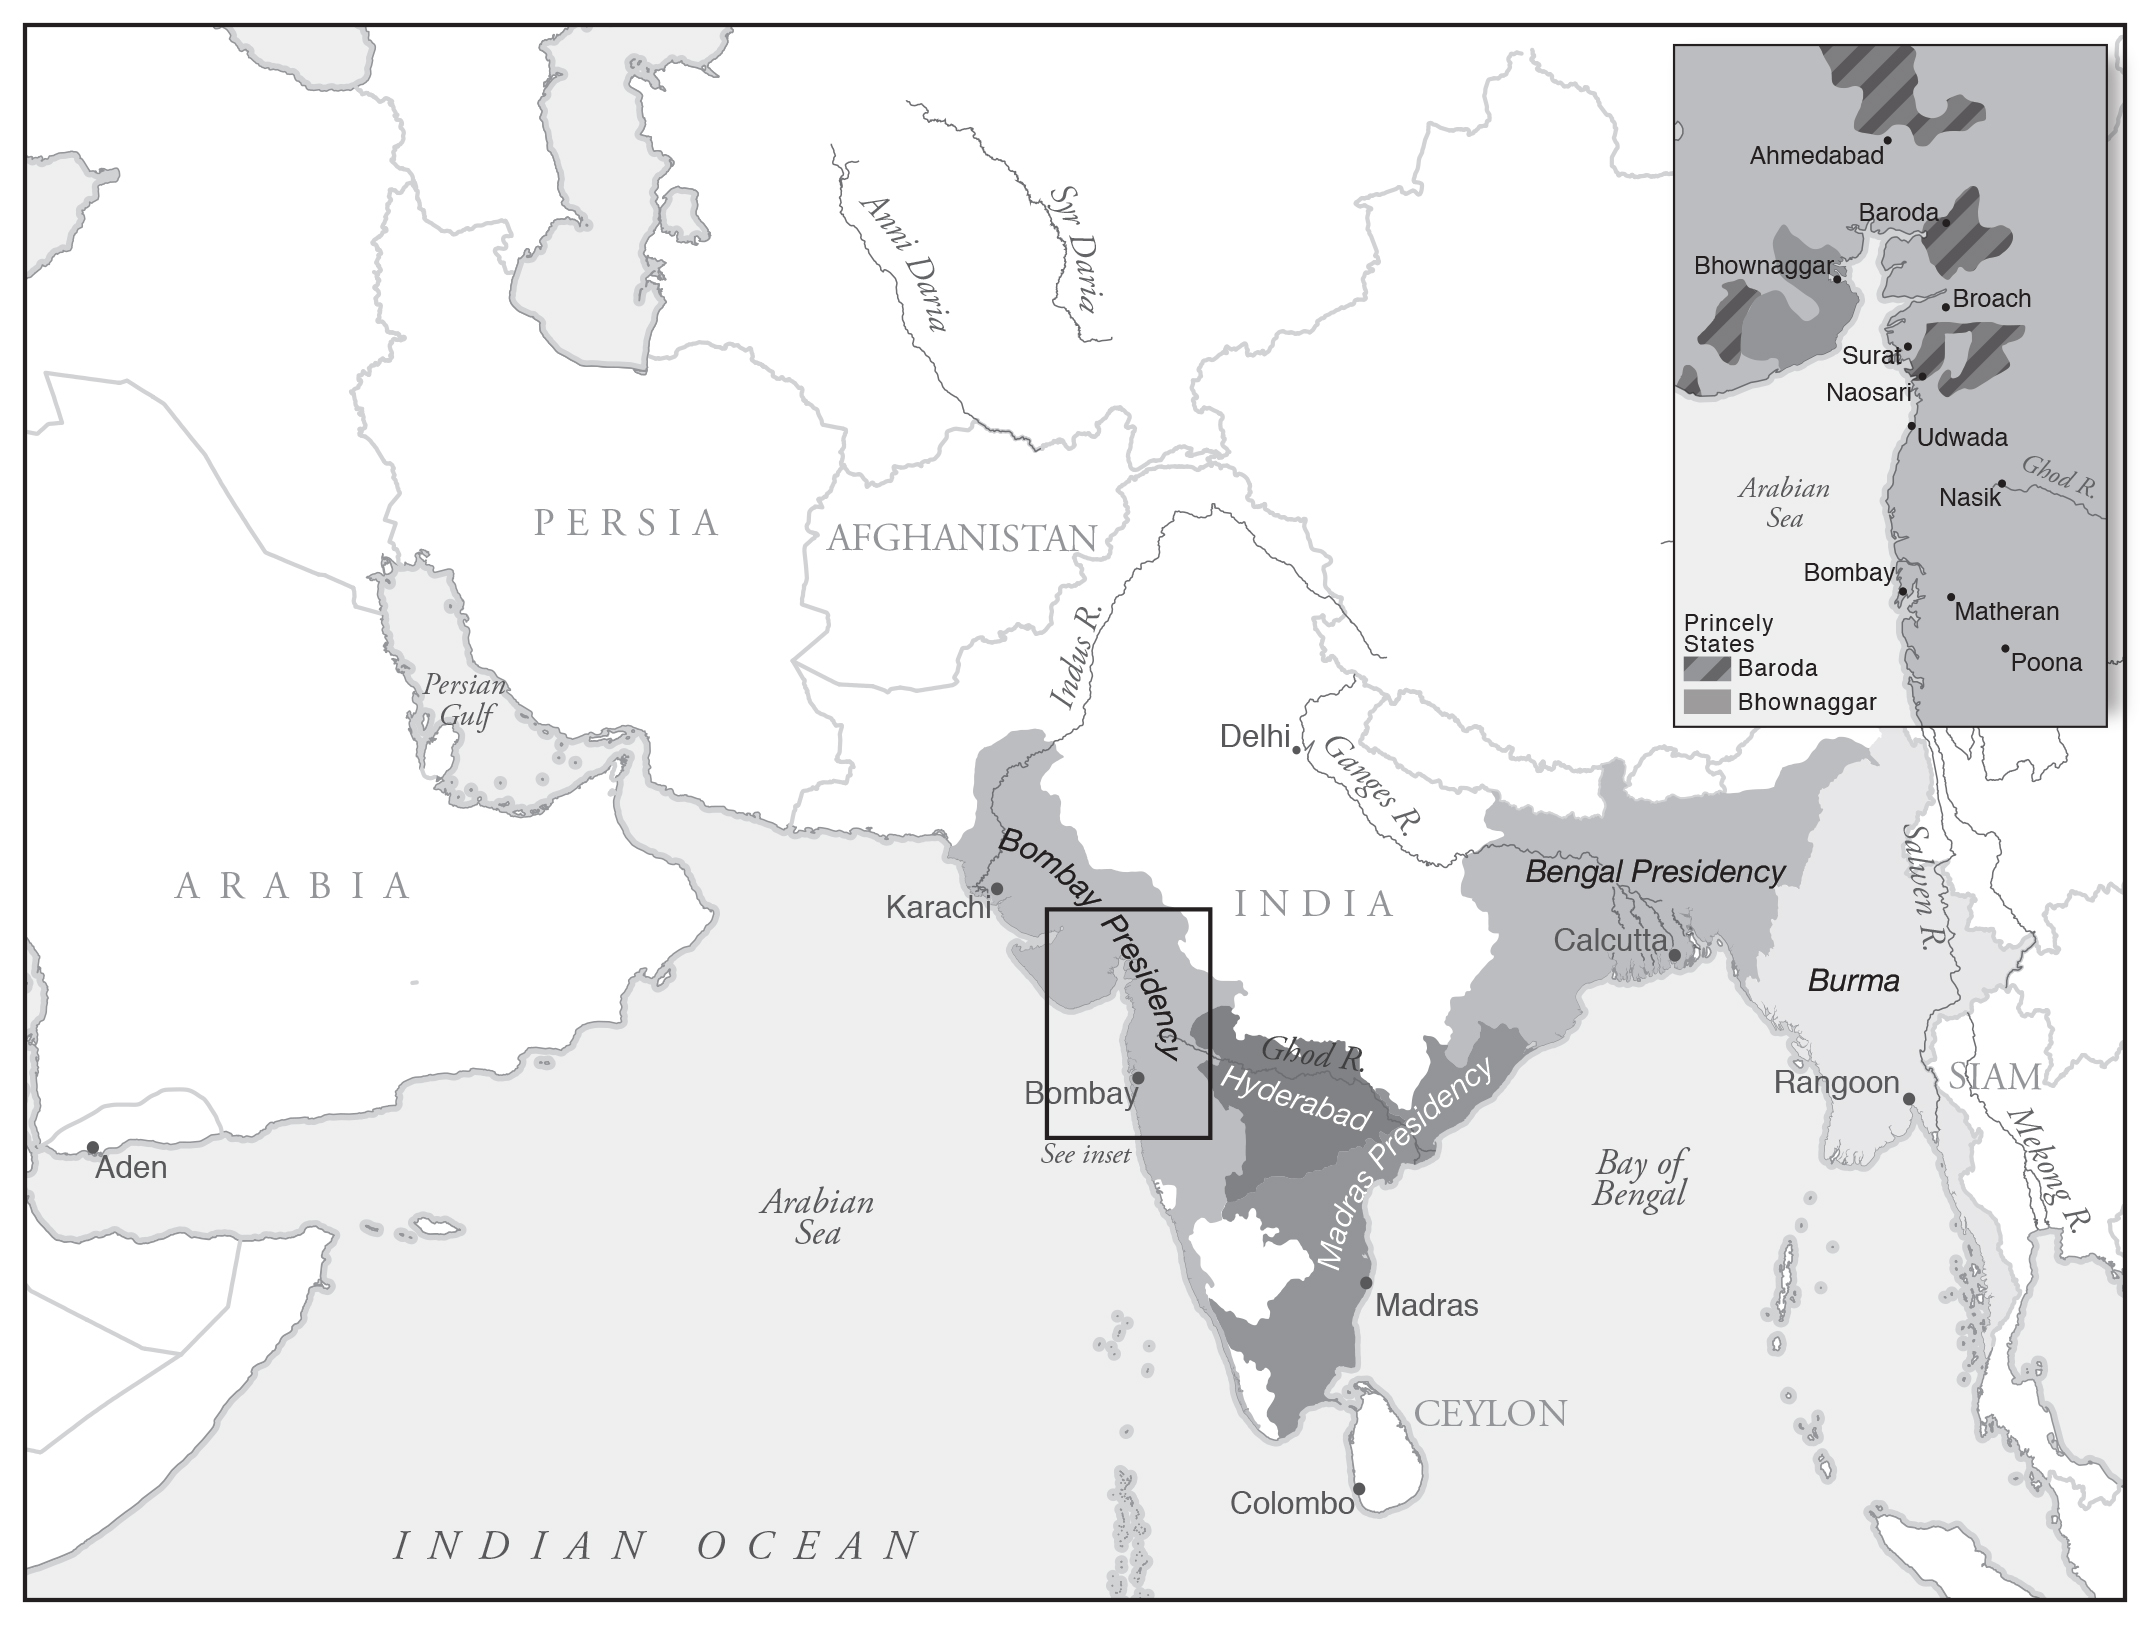 Anni Daria
Syr Daria
PERSIA
AFGHANISTAN
Indus R.
Persian
Gulf
Delhi
Ganges R.
ARABIA
Karachi
Bombay Presidency
INDIA
Bengal Presidency
Calcutta
Salwen R.
Burma
Ghod R.
Hyderabad
Madras Presidency
Bombay
See inset
Rangoon
SIAM
Mekong R.
Aden
Arabian
Sea
Bay of
Bengal
Madras
CEYLON
Colombo
INDIAN OCEAN
Ahmedabad
Baroda
Bhownaggar
Broach
Surat
Naosari
Udwada
Ghod R.
Nasik
Arabian
Sea
Bombay
Matheran
Poona
Princely
States
Baroda
Bhownaggar